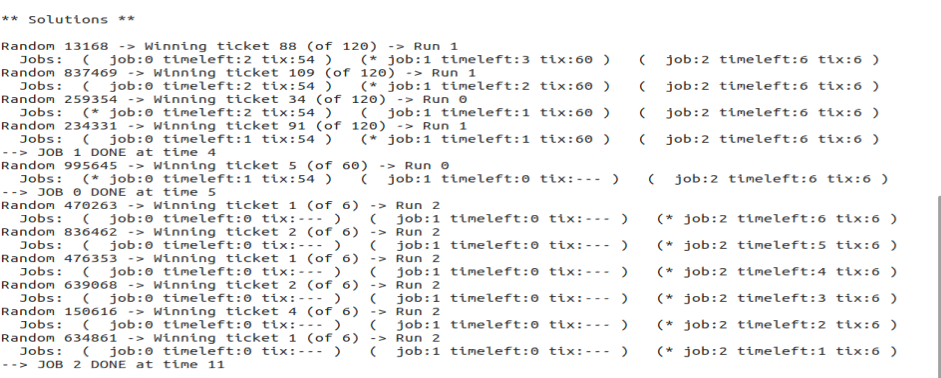 ** Solutions **
Random 13168 -> Winning ticket 88 (of 120) -> Run 1
  Jobs:  (  job:0 timeleft:2 tix:54 )   (* job:1 timeleft:3 tix:60 )   (  job:2 timeleft:6 tix:6 )
Random 837469 -> Winning ticket 109 (of 120) -> Run 1
  Jobs:  (  job:0 timeleft:2 tix:54 )   (* job:1 timeleft:2 tix:60 )   (  job:2 timeleft:6 tix:6 )
Random 259354 -> Winning ticket 34 (of 120) -> Run 0
  Jobs:  (* job:0 timeleft:2 tix:54 )   (  job:1 timeleft:1 tix:60 )   (  job:2 timeleft:6 tix:6 )
Random 234331 -> Winning ticket 91 (of 120) -> Run 1
  Jobs:  (  job:0 timeleft:1 tix:54 )   (* job:1 timeleft:1 tix:60 )   (  job:2 timeleft:6 tix:6 )
--> JOB 1 DONE at time 4
Random 995645 -> Winning ticket 5 (of 60) -> Run 0
  Jobs:  (* job:0 timeleft:1 tix:54 )   (  job:1 timeleft:0 tix:--- )   (  job:2 timeleft:6 tix:6 )
--> JOB 0 DONE at time 5
Random 470263 -> Winning ticket 1 (of 6) -> Run 2
  Jobs:  (  job:0 timeleft:0 tix:--- )   (  job:1 timeleft:0 tix:--- )   (* job:2 timeleft:6 tix:6 )
Random 836462 -> Winning ticket 2 (of 6) -> Run 2
  Jobs:  (  job:0 timeleft:0 tix:--- )   (  job:1 timeleft:0 tix:--- )   (* job:2 timeleft:5 tix:6 )
Random 476353 -> Winning ticket 1 (of 6) -> Run 2
  Jobs:  (  job:0 timeleft:0 tix:--- )   (  job:1 timeleft:0 tix:--- )   (* job:2 timeleft:4 tix:6 )
Random 639068 -> Winning ticket 2 (of 6) -> Run 2
  Jobs:  (  job:0 timeleft:0 tix:--- )   (  job:1 timeleft:0 tix:--- )   (* job:2 timeleft:3 tix:6 )
Random 150616 -> Winning ticket 4 (of 6) -> Run 2
  Jobs:  (  job:0 timeleft:0 tix:--- )   (  job:1 timeleft:0 tix:--- )   (* job:2 timeleft:2 tix:6 )
Random 634861 -> Winning ticket 1 (of 6) -> Run 2
  Jobs:  (  job:0 timeleft:0 tix:--- )   (  job:1 timeleft:0 tix:--- )   (* job:2 timeleft:1 tix:6 )
--> JOB 2 DONE at time 11